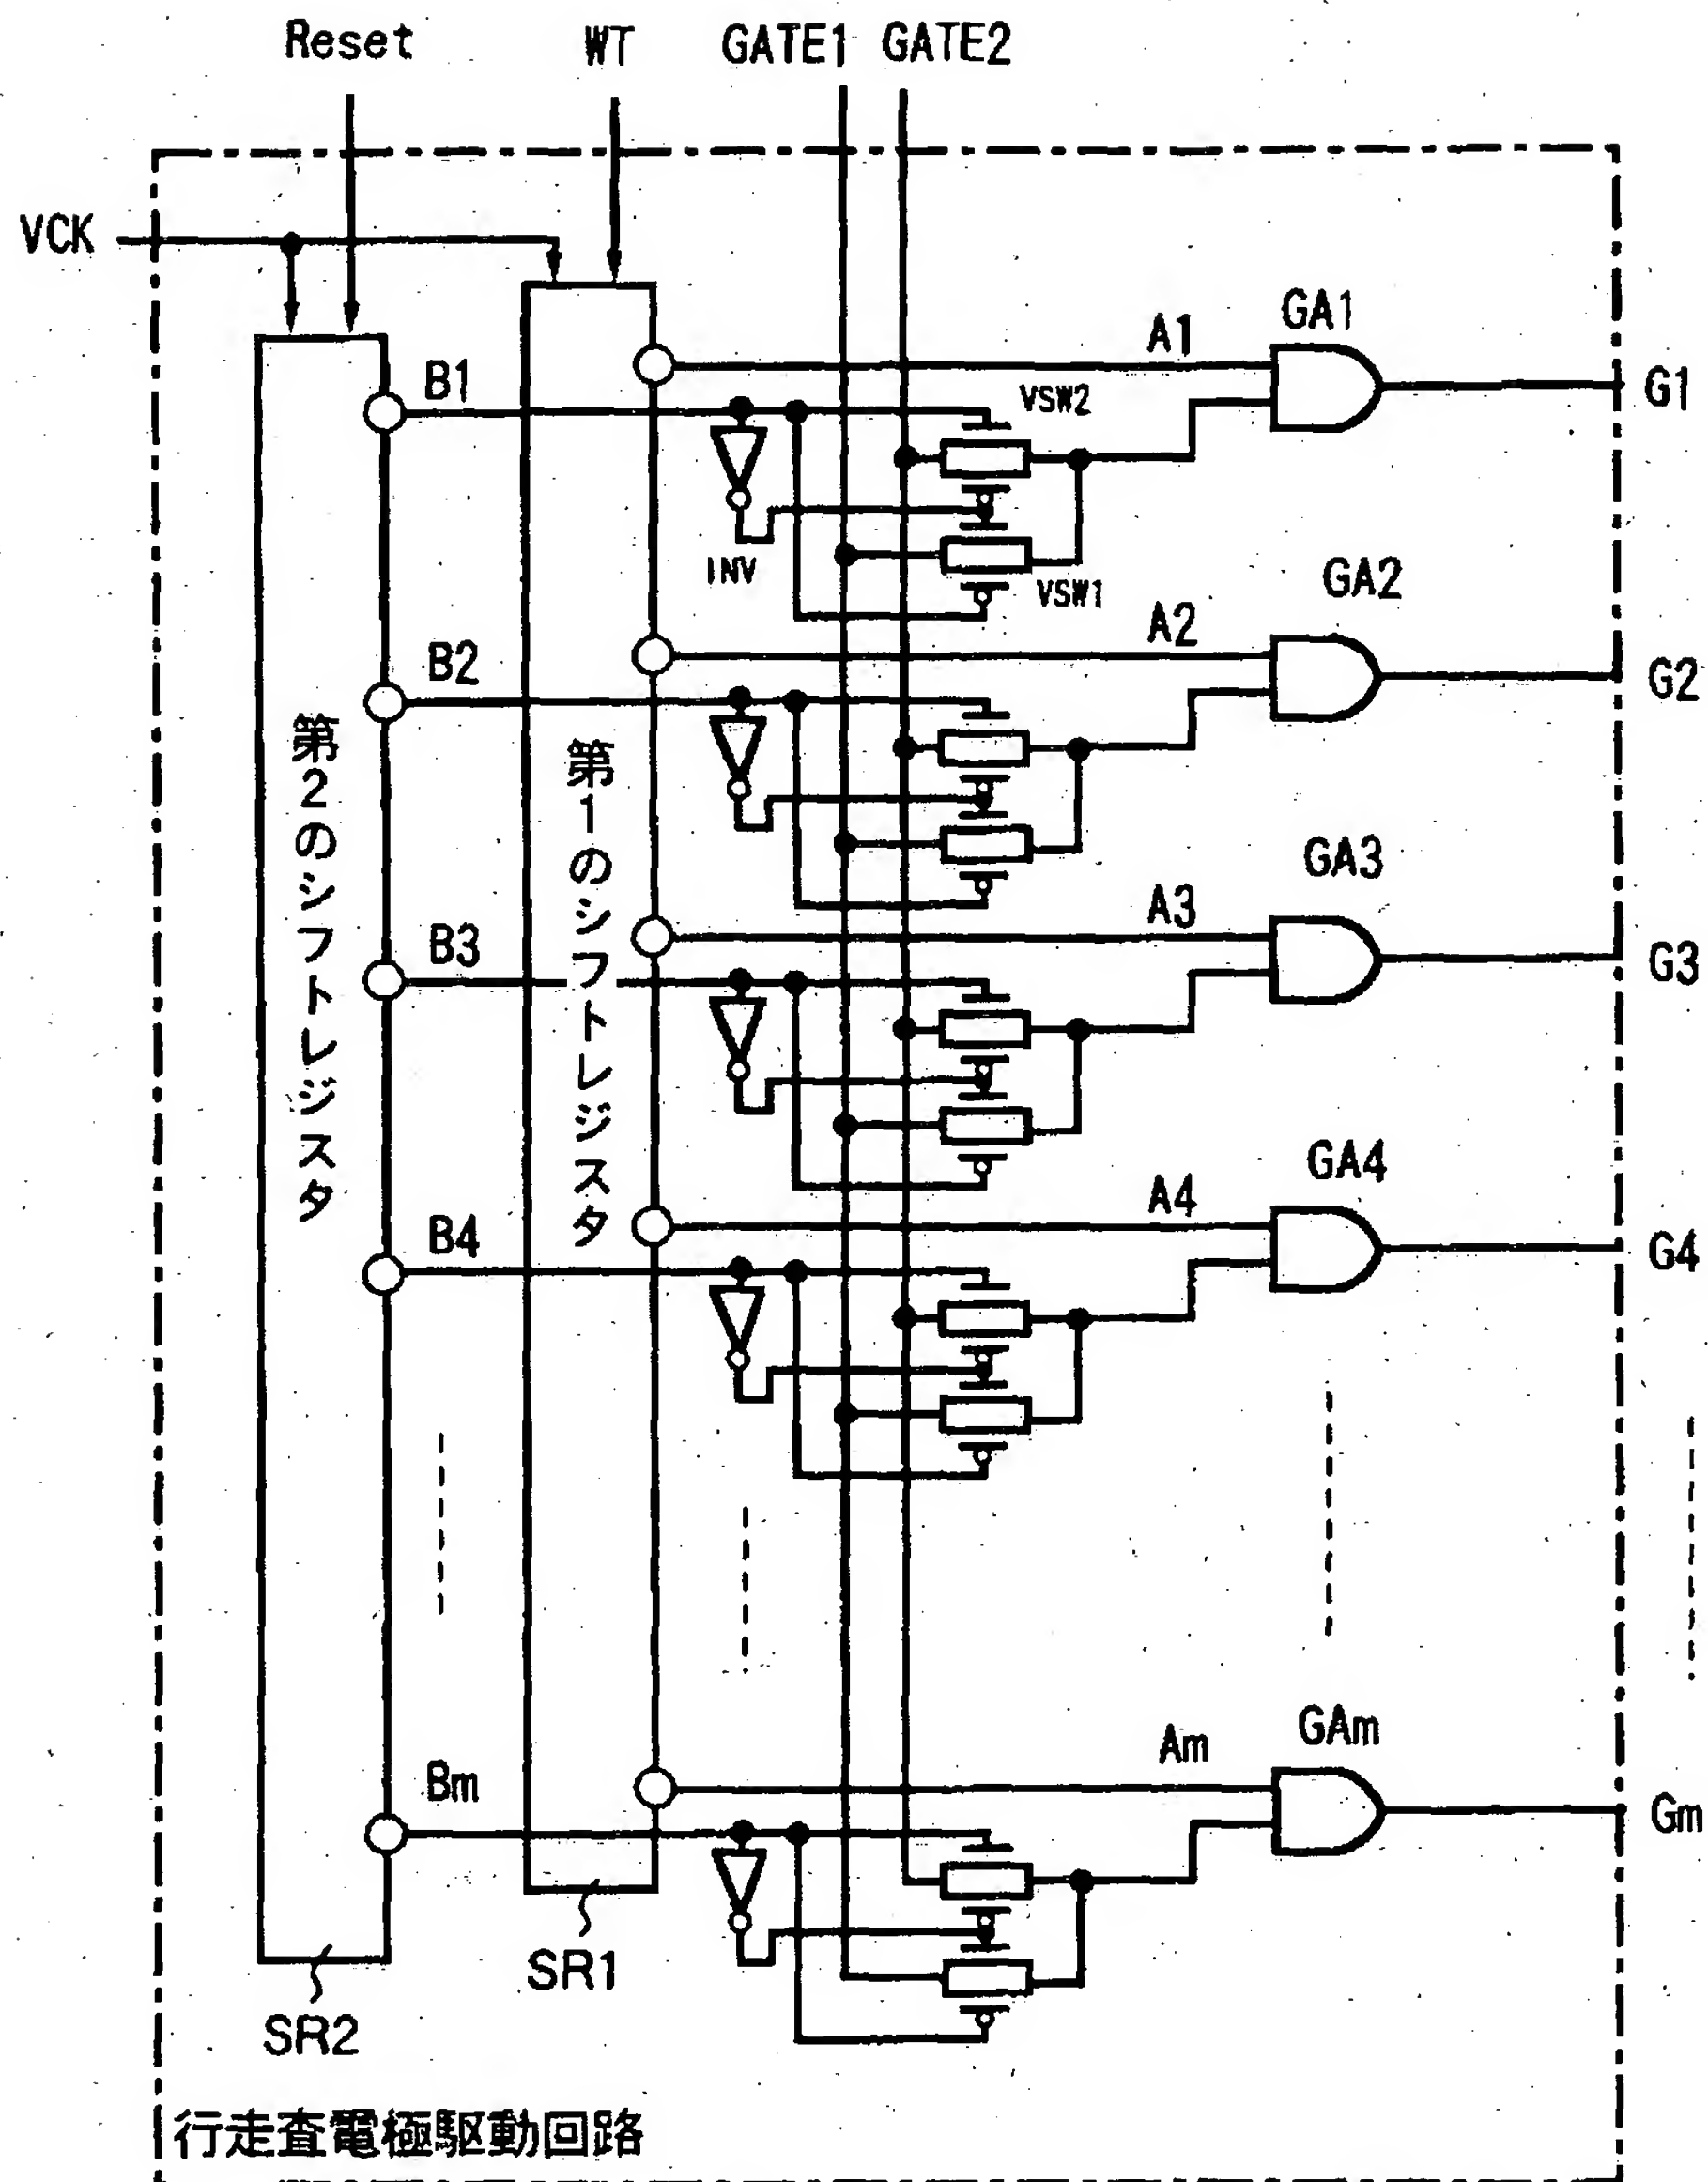 Reset
WT
GATE1
GATE2
VCK
GA1
A1
B1
G1
VSW2
INV
VSW1
GA2
A2
B2
G2
第2のシフトレジスタ
第1のシフトレジスタ
GA3
A3
B3
G3
GA4
A4
B4
G4
GAm
Am
Bm
Gm
SR1
SR2
行走査電極駆動回路